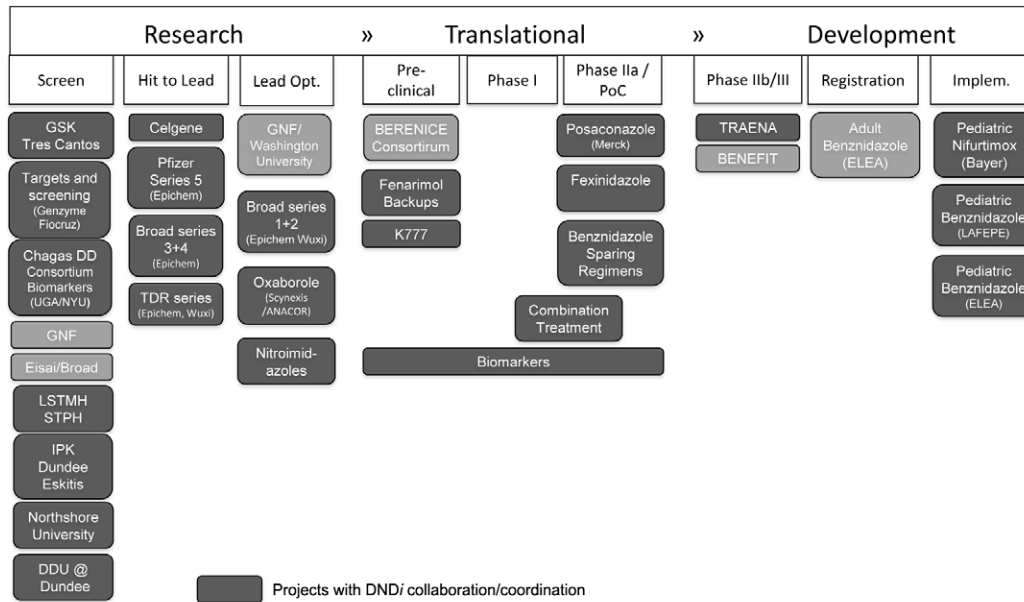 Research » Translational » Development
Screen
Hit to Lead
Lead Opt.
Pre-
clinical
Phase I
Phase IIa /
PoC
Phase IIb/III
Registration
Implem.
GSK
Tres Cantos
Targets and
screening
(Genzyme
Fiocruz)
Chagas DD
Consortium
Biomarkers
(UGA/NYU)
GNF
Eisai/Broad
LSTMH
STPH
IPK
Dundee
Eskitis
Northshore
University
DDU @
Dundee
Celgene
Pfizer
Series 5
(Epichem)
Broad series
3+4
(Epichem)
TDR series
(Epichem, Wuxi)
GNF/
Washington
University
Broad series
1+2
(Epichem Wuxi)
Oxaborole
(Scynexis
/ANACOR)
Nitroimid-
azoles
BERENICE
Consortirum
Fenarimol
Backups
K777
Posaconazole
(Merck)
Fexinidazole
Benznidazole
Sparing
Regimens
Combination
Treatment
Biomarkers
TRAENA
BENEFIT
Adult
Benznidazole
(ELEA)
Pediatric
Nifurtimox
(Bayer)
Pediatric
Benznidazole
(LAFEPE)
Pediatric
Benznidazole
(ELEA)
Projects with DNDi collaboration/coordination